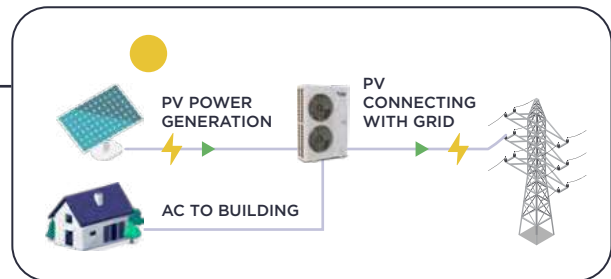 PV POWER
GENERATION
PV
CONNECTING
WITH GRID
AC TO BUILDING